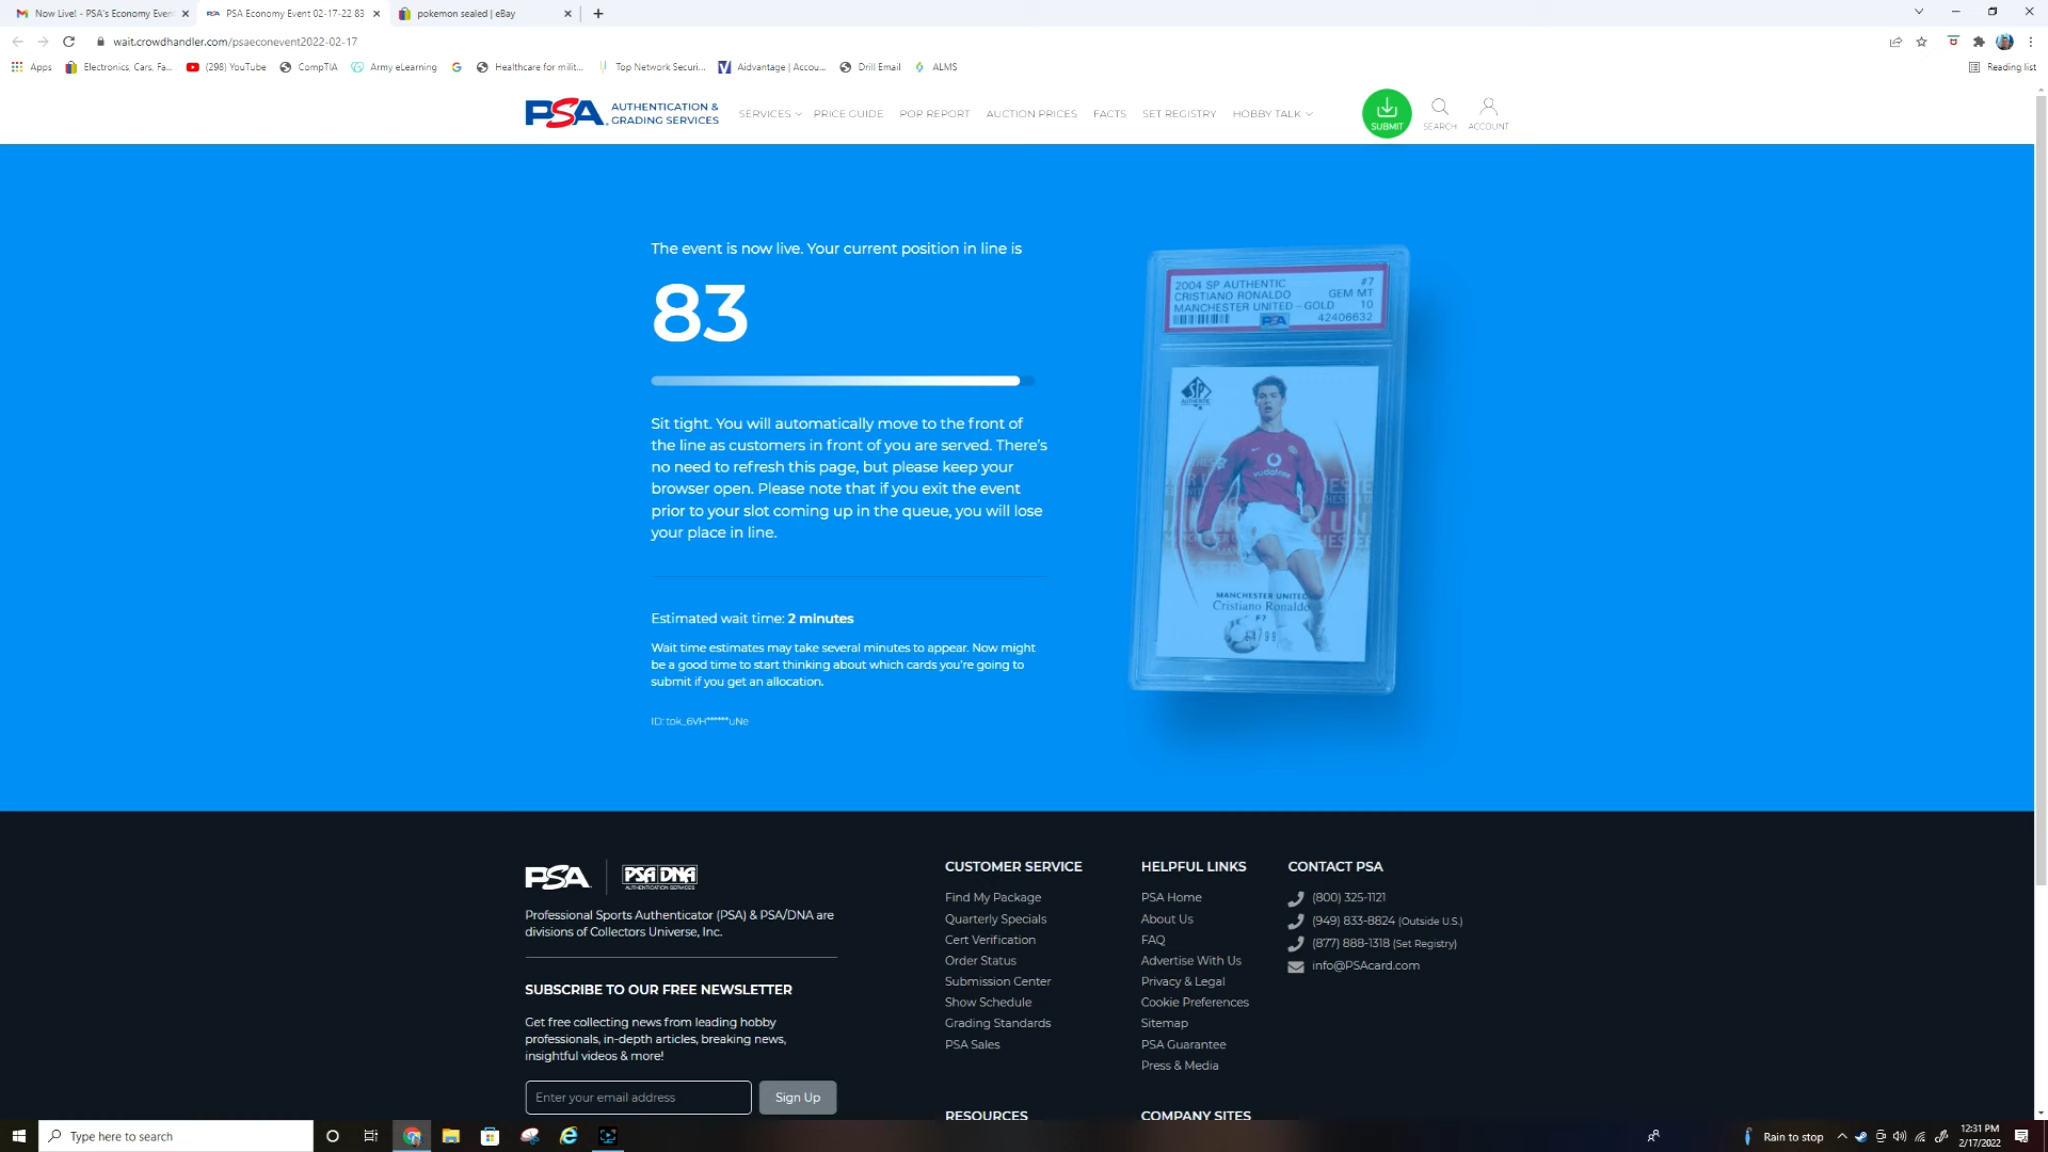 Now Live! - PSA's Economy Even
PSA Economy Event 02-17-22 83
pokemon sealed | eBay
wait.crowdhandler.com/psaeconevent2022-02-17
Apps
Electronics, Cars, Fa...
(298) YouTube
CompTIA
Army eLearning
Healthcare for milit...
Top Network Securi...
Aidvantage | Accou...
Drill Email
ALMS
Reading list
PSA AUTHENTICATION &
GRADING SERVICES
SERVICES
PRICE GUIDE
POP REPORT
AUCTION PRICES
FACTS
SET REGISTRY
HOBBY TALK
SUBMIT
SEARCH
ACCOUNT
The event is now live. Your current position in line is
83
Sit tight. You will automatically move to the front of
the line as customers in front of you are served. There's
no need to refresh this page, but please keep your
browser open. Please note that if you exit the event
prior to your slot coming up in the queue, you will lose
your place in line.
Estimated wait time: 2 minutes
Wait time estimates may take several minutes to appear. Now might
be a good time to start thinking about which cards you're going to
submit if you get an allocation.
ID: tok_6VH******uNe
2004 SP AUTHENTIC #7
CRISTIANO RONALDO GEM MT
MANCHESTER UNITED - GOLD 10
PSA 42406632
SP
AUTHENTIC
vodafone
MANCHESTER UNITED
Cristiano Ronaldo
PSA
PSA DNA
AUTHENTICATION SERVICES
Professional Sports Authenticator (PSA) & PSA/DNA are
divisions of Collectors Universe, Inc.
SUBSCRIBE TO OUR FREE NEWSLETTER
Get free collecting news from leading hobby
professionals, in-depth articles, breaking news,
insightful videos & more!
Enter your email address
Sign Up
CUSTOMER SERVICE
Find My Package
Quarterly Specials
Cert Verification
Order Status
Submission Center
Show Schedule
Grading Standards
PSA Sales
RESOURCES
HELPFUL LINKS
PSA Home
About Us
FAQ
Advertise With Us
Privacy & Legal
Cookie Preferences
Sitemap
PSA Guarantee
Press & Media
COMPANY SITES
CONTACT PSA
(800) 325-1121
(949) 833-8824 (Outside U.S.)
(877) 888-1318 (Set Registry)
info@PSAcard.com
Type here to search
Rain to stop
12:31 PM
2/17/2022